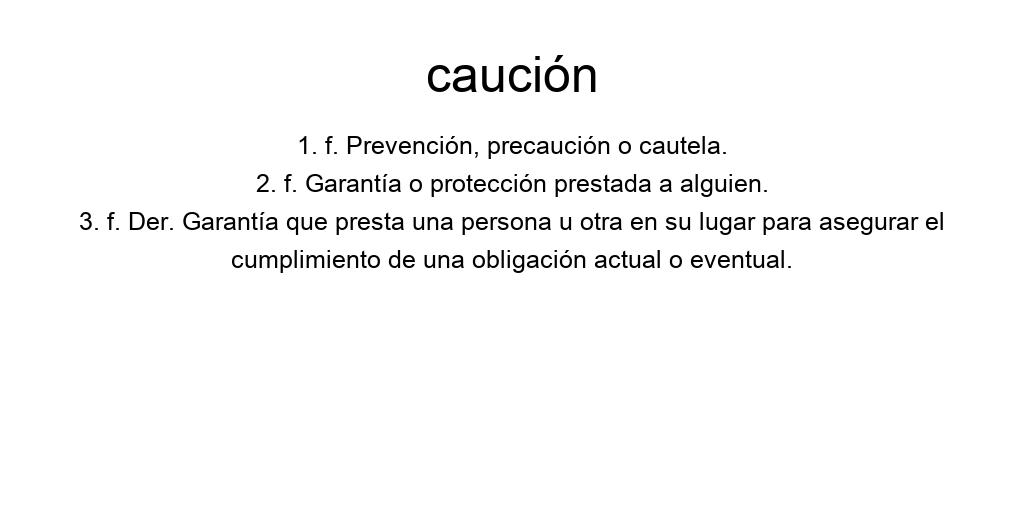 caución
1. f. Prevención, precaución o cautela.
2. f. Garantía o protección prestada a alguien.
3. f. Der. Garantía que presta una persona u otra en su lugar para asegurar el
cumplimiento de una obligación actual o eventual.